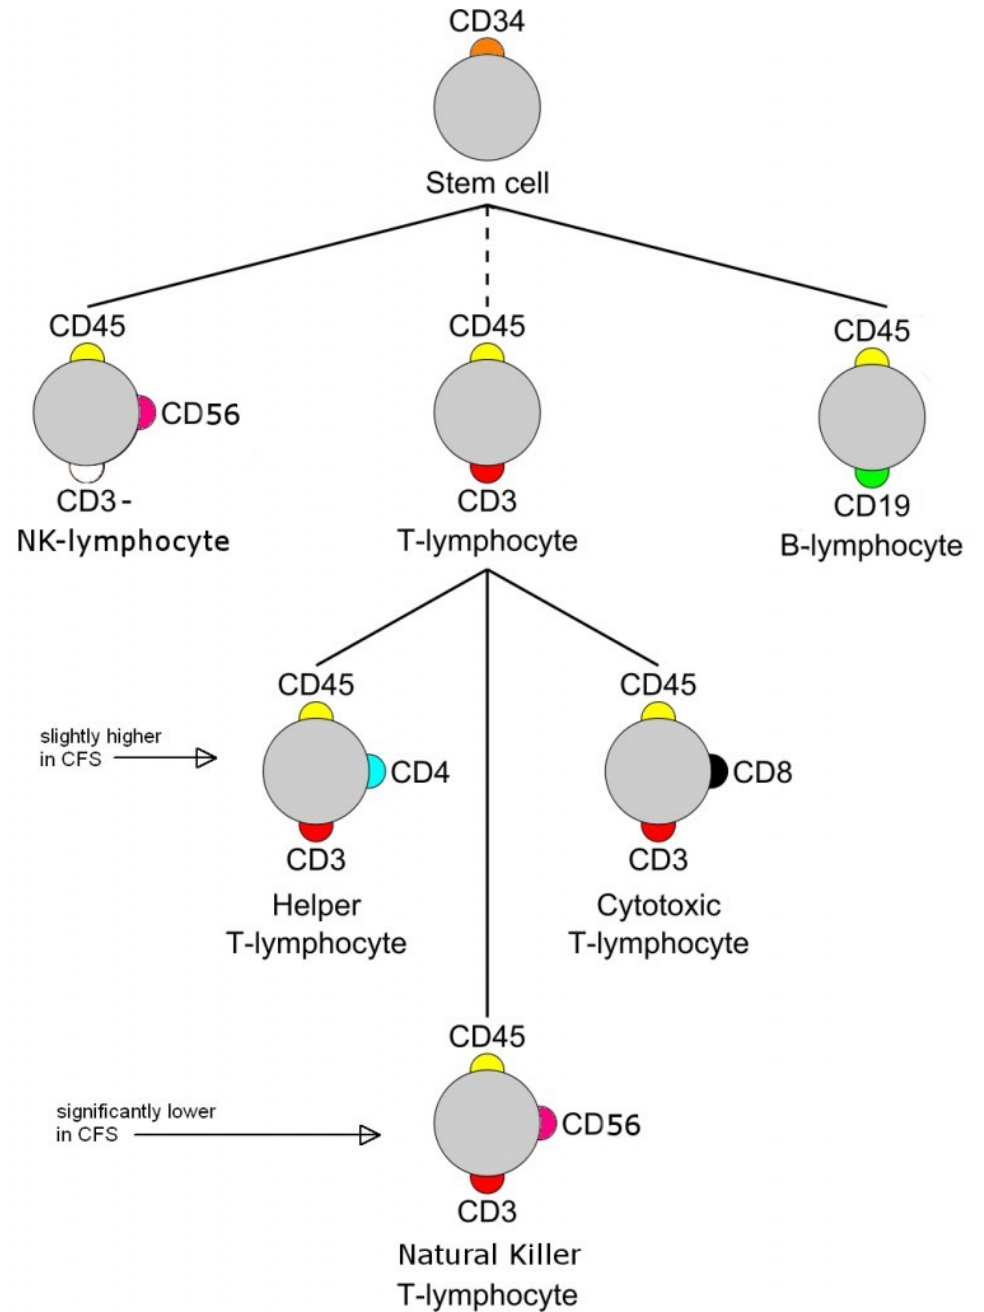 CD34
Stem cell
CD45
CD56
CD3-
NK-lymphocyte
CD45
CD3
T-lymphocyte
CD45
CD19
B-lymphocyte
slightly higher
in CFS
CD45
CD4
CD3
Helper
T-lymphocyte
CD45
CD8
CD3
Cytotoxic
T-lymphocyte
significantly lower
in CFS
CD45
CD56
CD3
Natural Killer
T-lymphocyte